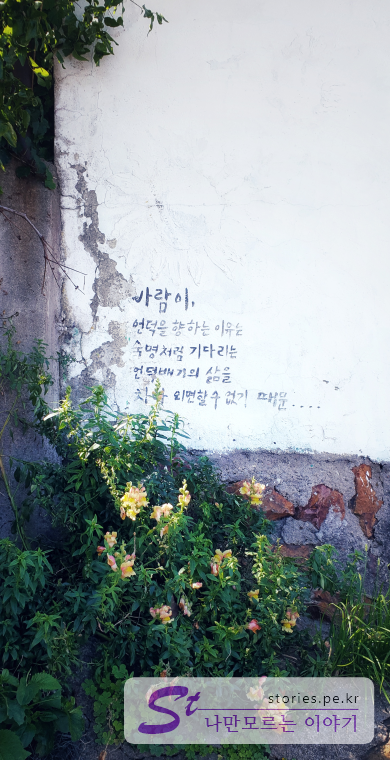 바람이,
언덕을 향하는 이유는
숙명처럼 기다리는
언덕배기의 삶을
차마 외면할 수 없기 때문....
St
stories.pe.kr
나만모르는 이야기